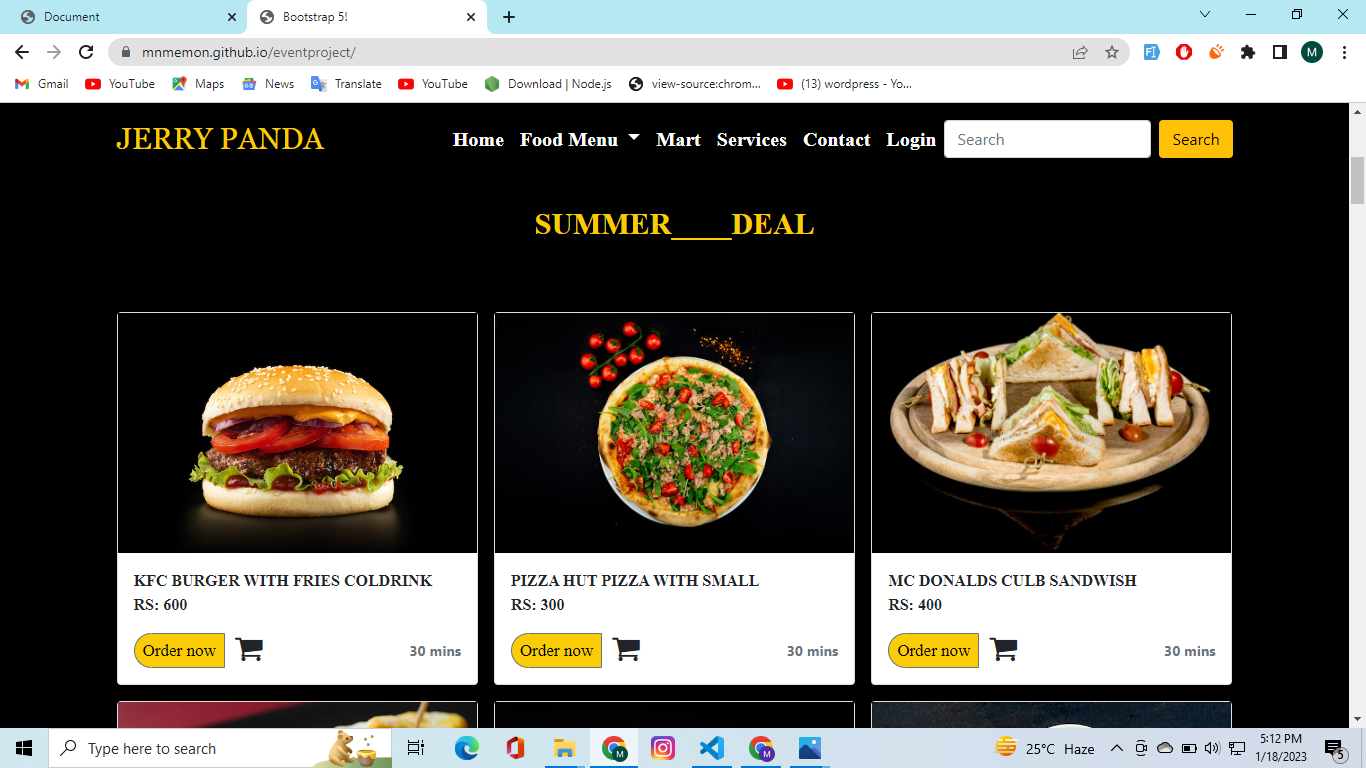 Document
Bootstrap 5!
mnmemon.github.io/eventproject/
M
Gmail
YouTube
Maps
News
Translate
YouTube
Download | Node.js
view-source:chrom...
(13) wordpress - Yo...
JERRY PANDA
Home
Food Menu
Mart
Services
Contact
Login
Search
Search
SUMMER____DEAL
KFC BURGER WITH FRIES COLDRINK
RS: 600
Order now
30 mins
PIZZA HUT PIZZA WITH SMALL
RS: 300
Order now
30 mins
MC DONALDS CULB SANDWISH
RS: 400
Order now
30 mins
Type here to search
M
M
25°C Haze
5:12 PM
1/18/2023
5